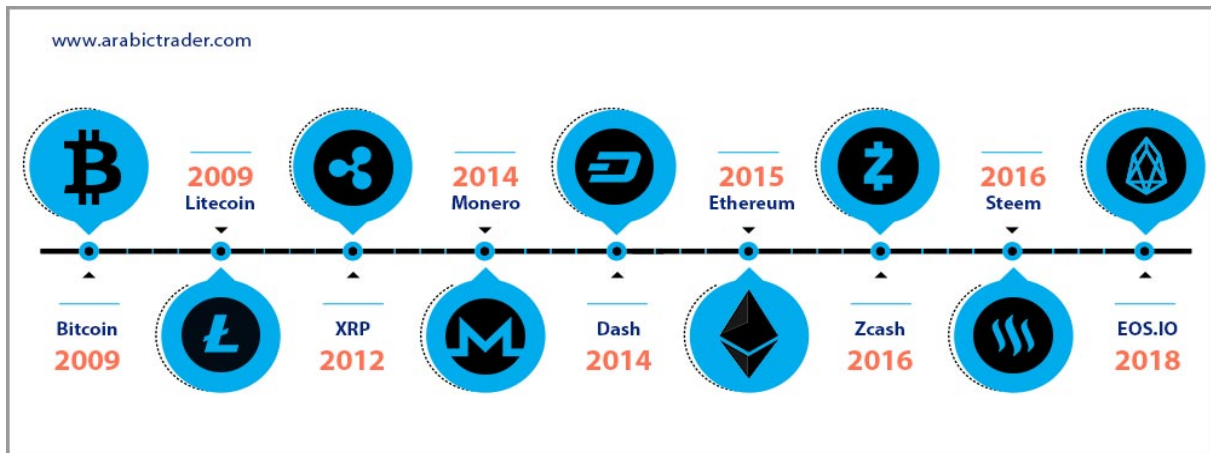 www.arabictrader.com
Bitcoin
2009
2009
Litecoin
XRP
2012
2014
Monero
Dash
2014
2015
Ethereum
Zcash
2016
2016
Steem
EOS.IO
2018